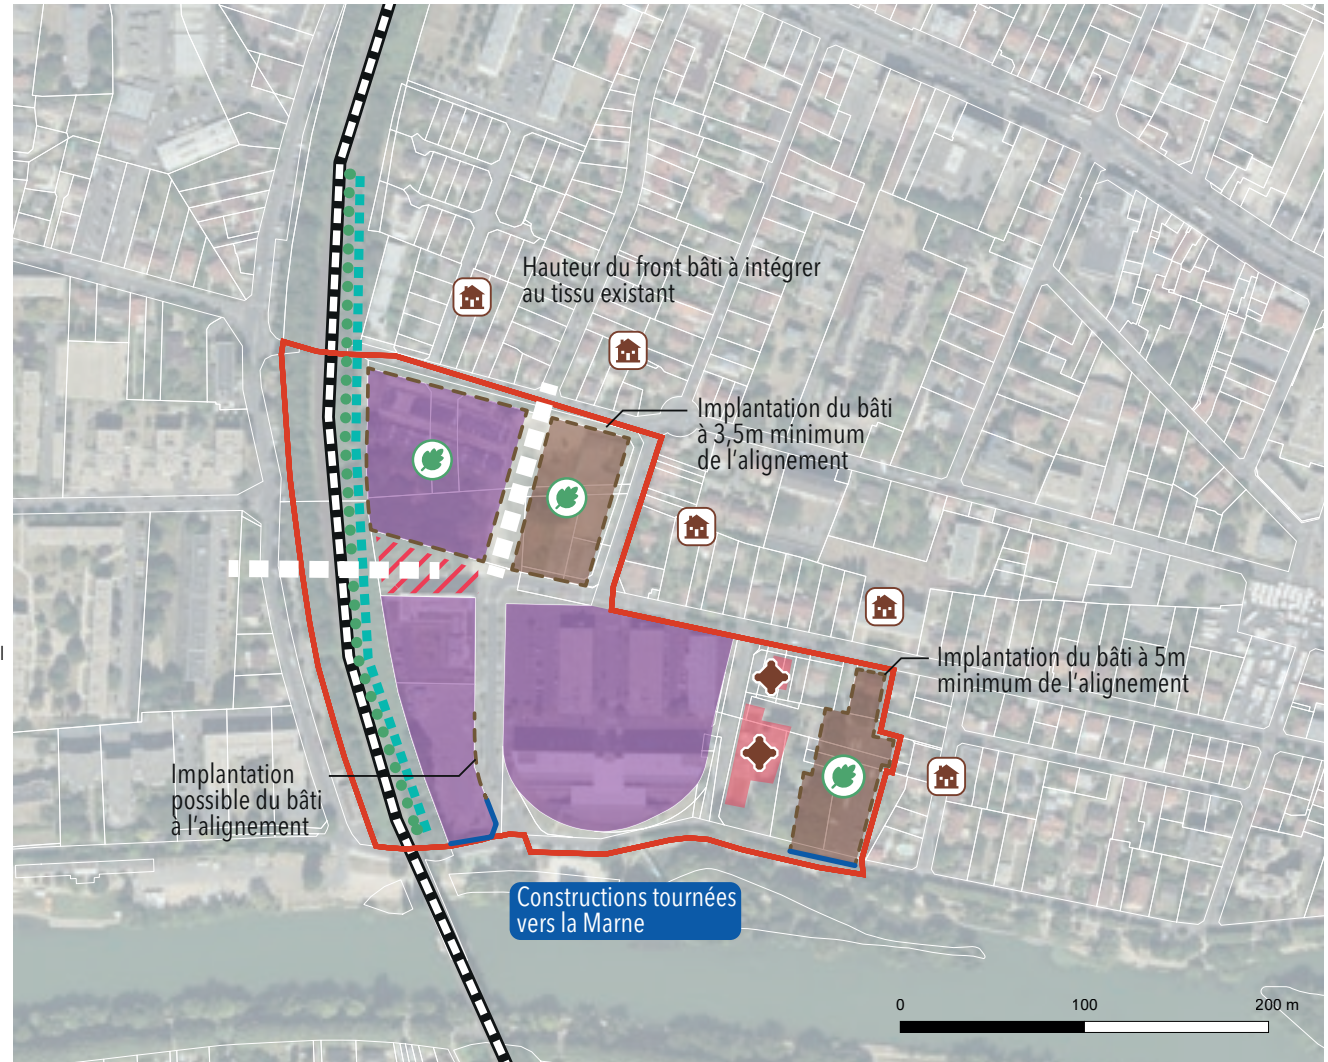 Hauteur du front bâti à intégrer
au tissu existant
Implantation du bâti
à 3,5m minimum
de l'alignement
Implantation du bâti à 5m
minimum de l'alignement
Implantation
possible du bâti
à l'alignement
Constructions tournées
vers la Marne
0 100 200 m